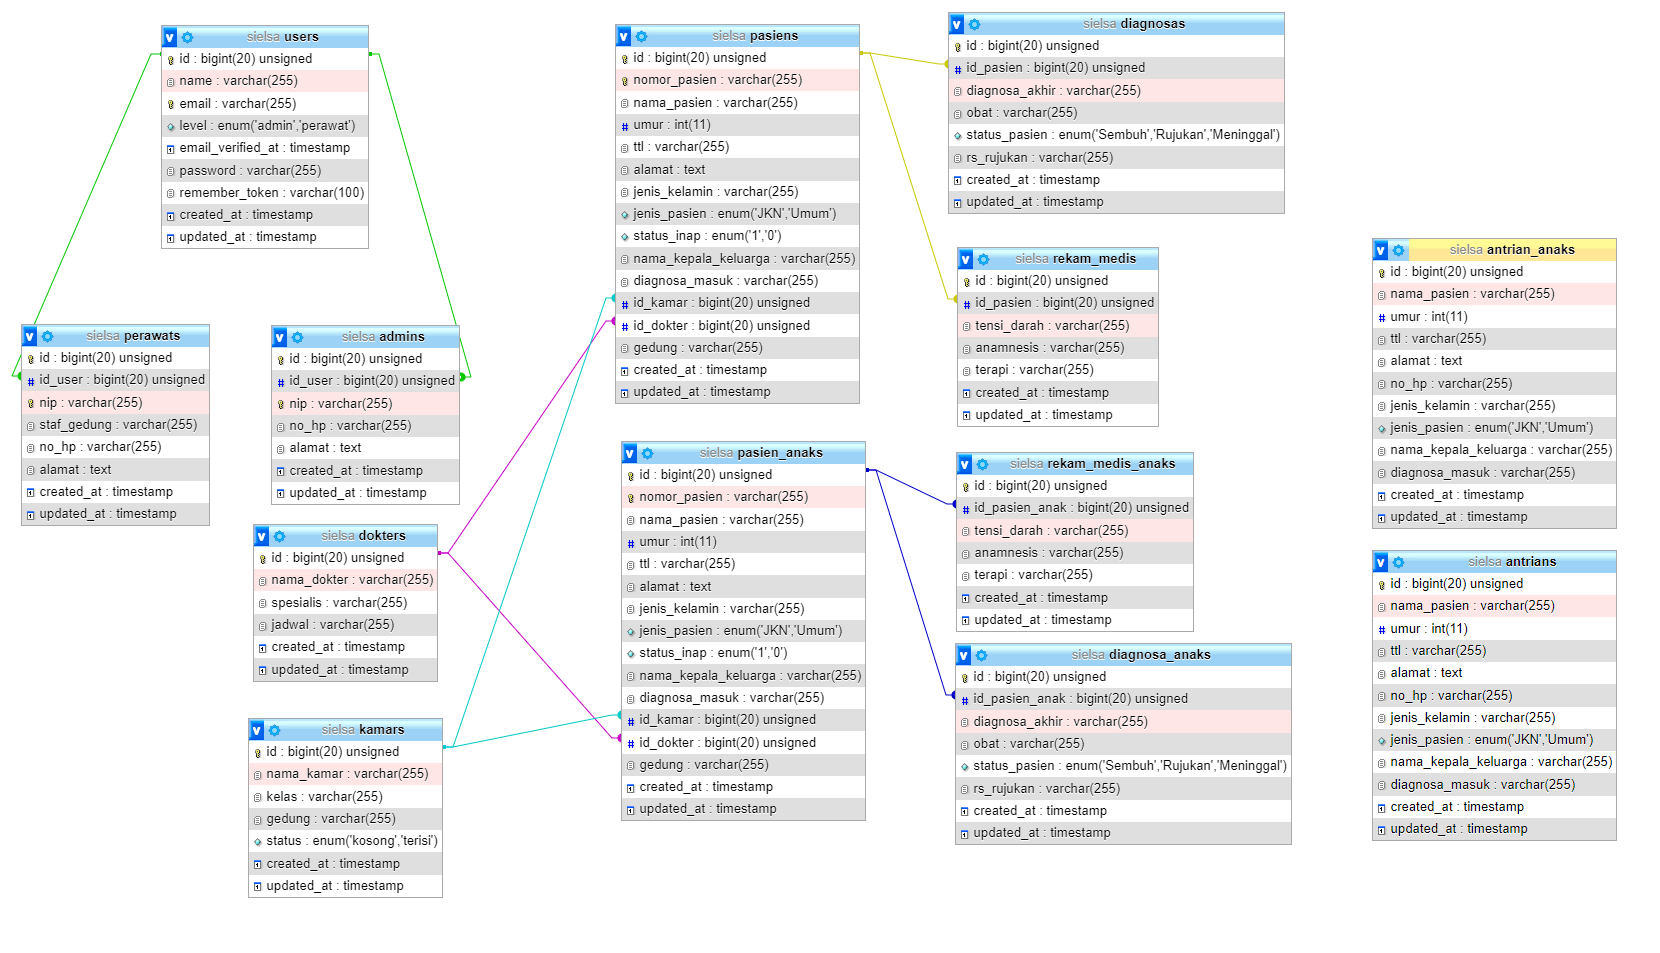 sielsa users
id : bigint(20) unsigned
name : varchar(255)
email : varchar(255)
level : enum('admin','perawat')
email_verified_at : timestamp
password : varchar(255)
remember_token : varchar(100)
created_at : timestamp
updated_at : timestamp
sielsa perawats
id : bigint(20) unsigned
id_user : bigint(20) unsigned
nip : varchar(255)
staf_gedung : varchar(255)
no_hp : varchar(255)
alamat : text
created_at : timestamp
updated_at : timestamp
sielsa admins
id : bigint(20) unsigned
id_user : bigint(20) unsigned
nip : varchar(255)
no_hp : varchar(255)
alamat : text
created_at : timestamp
updated_at : timestamp
sielsa dokters
id : bigint(20) unsigned
nama_dokter : varchar(255)
spesialis : varchar(255)
jadwal : varchar(255)
created_at : timestamp
updated_at : timestamp
sielsa kamars
id : bigint(20) unsigned
nama_kamar : varchar(255)
kelas : varchar(255)
gedung : varchar(255)
status : enum('kosong','terisi')
created_at : timestamp
updated_at : timestamp
sielsa pasiens
id : bigint(20) unsigned
nomor_pasien : varchar(255)
nama_pasien : varchar(255)
umur : int(11)
ttl : varchar(255)
alamat : text
jenis_kelamin : varchar(255)
jenis_pasien : enum('JKN','Umum')
status_inap : enum('1','0')
nama_kepala_keluarga : varchar(255)
diagnosa_masuk : varchar(255)
id_kamar : bigint(20) unsigned
id_dokter : bigint(20) unsigned
gedung : varchar(255)
created_at : timestamp
updated_at : timestamp
sielsa pasien_anaks
id : bigint(20) unsigned
nomor_pasien : varchar(255)
nama_pasien : varchar(255)
umur : int(11)
ttl : varchar(255)
alamat : text
jenis_kelamin : varchar(255)
jenis_pasien : enum('JKN','Umum')
status_inap : enum('1','0')
nama_kepala_keluarga : varchar(255)
diagnosa_masuk : varchar(255)
id_kamar : bigint(20) unsigned
id_dokter : bigint(20) unsigned
gedung : varchar(255)
created_at : timestamp
updated_at : timestamp
sielsa diagnosas
id : bigint(20) unsigned
id_pasien : bigint(20) unsigned
diagnosa_akhir : varchar(255)
obat : varchar(255)
status_pasien : enum('Sembuh','Rujukan','Meninggal')
rs_rujukan : varchar(255)
created_at : timestamp
updated_at : timestamp
sielsa rekam_medis
id : bigint(20) unsigned
id_pasien : bigint(20) unsigned
tensi_darah : varchar(255)
anamnesis : varchar(255)
terapi : varchar(255)
created_at : timestamp
updated_at : timestamp
sielsa rekam_medis_anaks
id : bigint(20) unsigned
id_pasien_anak : bigint(20) unsigned
tensi_darah : varchar(255)
anamnesis : varchar(255)
terapi : varchar(255)
created_at : timestamp
updated_at : timestamp
sielsa diagnosa_anaks
id : bigint(20) unsigned
id_pasien_anak : bigint(20) unsigned
diagnosa_akhir : varchar(255)
obat : varchar(255)
status_pasien : enum('Sembuh','Rujukan','Meninggal')
rs_rujukan : varchar(255)
created_at : timestamp
updated_at : timestamp
sielsa antrian_anaks
id : bigint(20) unsigned
nama_pasien : varchar(255)
umur : int(11)
ttl : varchar(255)
alamat : text
no_hp : varchar(255)
jenis_kelamin : varchar(255)
jenis_pasien : enum('JKN','Umum')
nama_kepala_keluarga : varchar(255)
diagnosa_masuk : varchar(255)
created_at : timestamp
updated_at : timestamp
sielsa antrians
id : bigint(20) unsigned
nama_pasien : varchar(255)
umur : int(11)
ttl : varchar(255)
alamat : text
no_hp : varchar(255)
jenis_kelamin : varchar(255)
jenis_pasien : enum('JKN','Umum')
nama_kepala_keluarga : varchar(255)
diagnosa_masuk : varchar(255)
created_at : timestamp
updated_at : timestamp